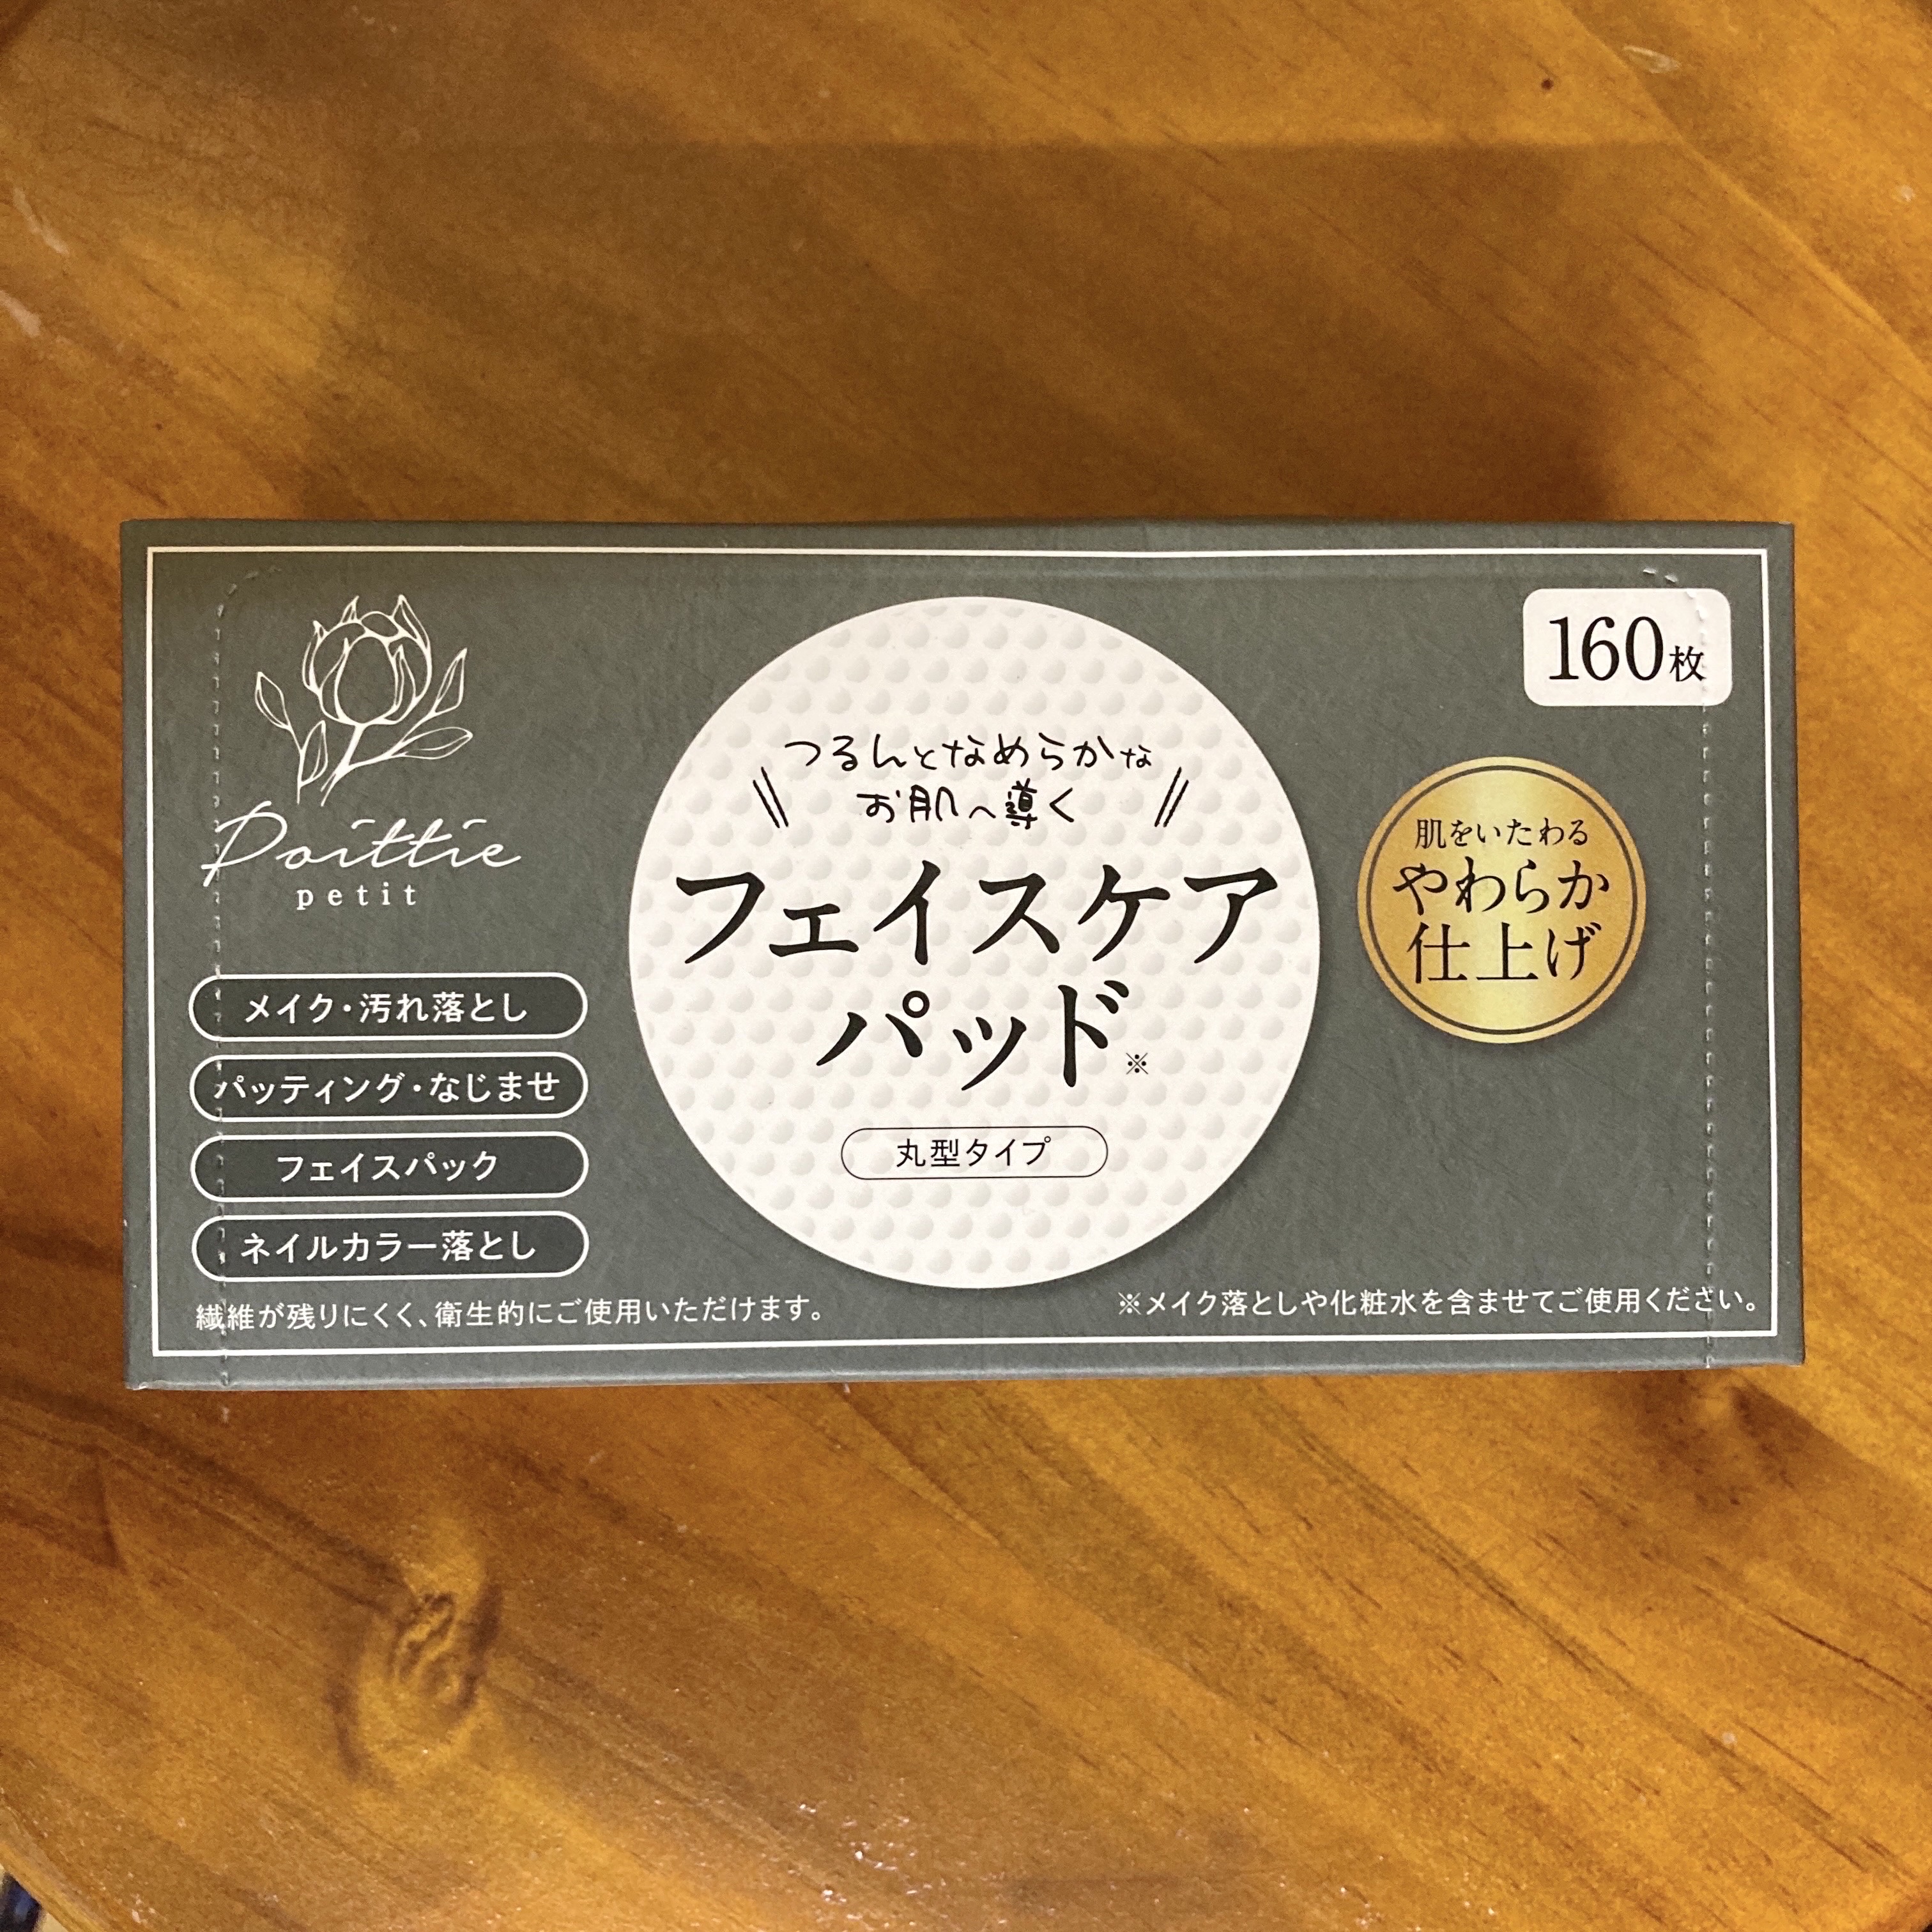 160枚
つるんとなめらかな
お肌へ導く
フェイスケア
パッド※
丸型タイプ
肌をいたわる
やわらか
仕上げ
Poittie
petit
メイク・汚れ落とし
パッティング・なじませ
フェイスパック
ネイルカラー落とし
繊維が残りにくく、衛生的にご使用いただけます。
※メイク落としや化粧水を含ませてご使用ください。